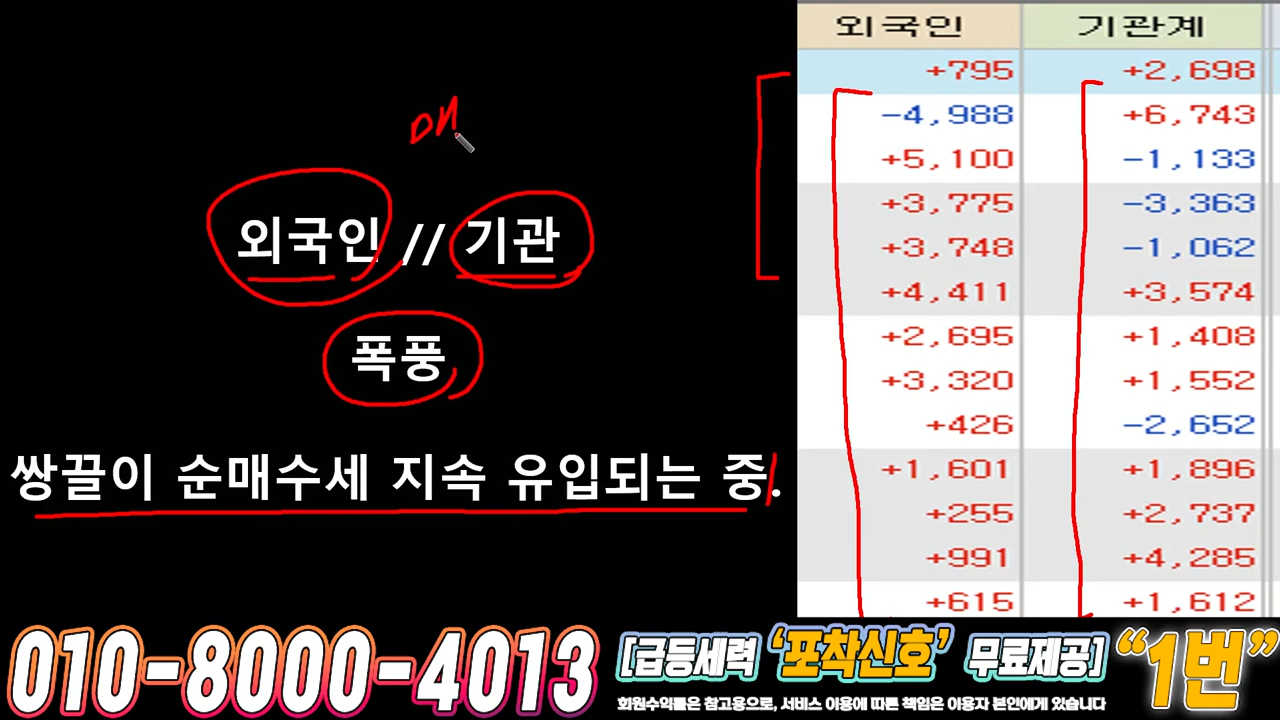 외국인 // 기관
폭풍
쌍끌이 순매수세 지속 유입되는 중.
외국인 기관계
+795 +2,698
-4,988 +6,743
+5,100 -1,133
+3,775 -3,363
+3,748 -1,062
+4,411 +3,574
+2,695 +1,408
+3,320 +1,552
+426 -2,652
+1,601 +1,896
+255 +2,737
+991 +4,285
+615 +1,612
010-8000-4013
[급등세력 '포착신호' 무료제공] "1번"
회원수익률은 참고용으로, 서비스 이용에 따른 책임은 이용자 본인에게 있습니다